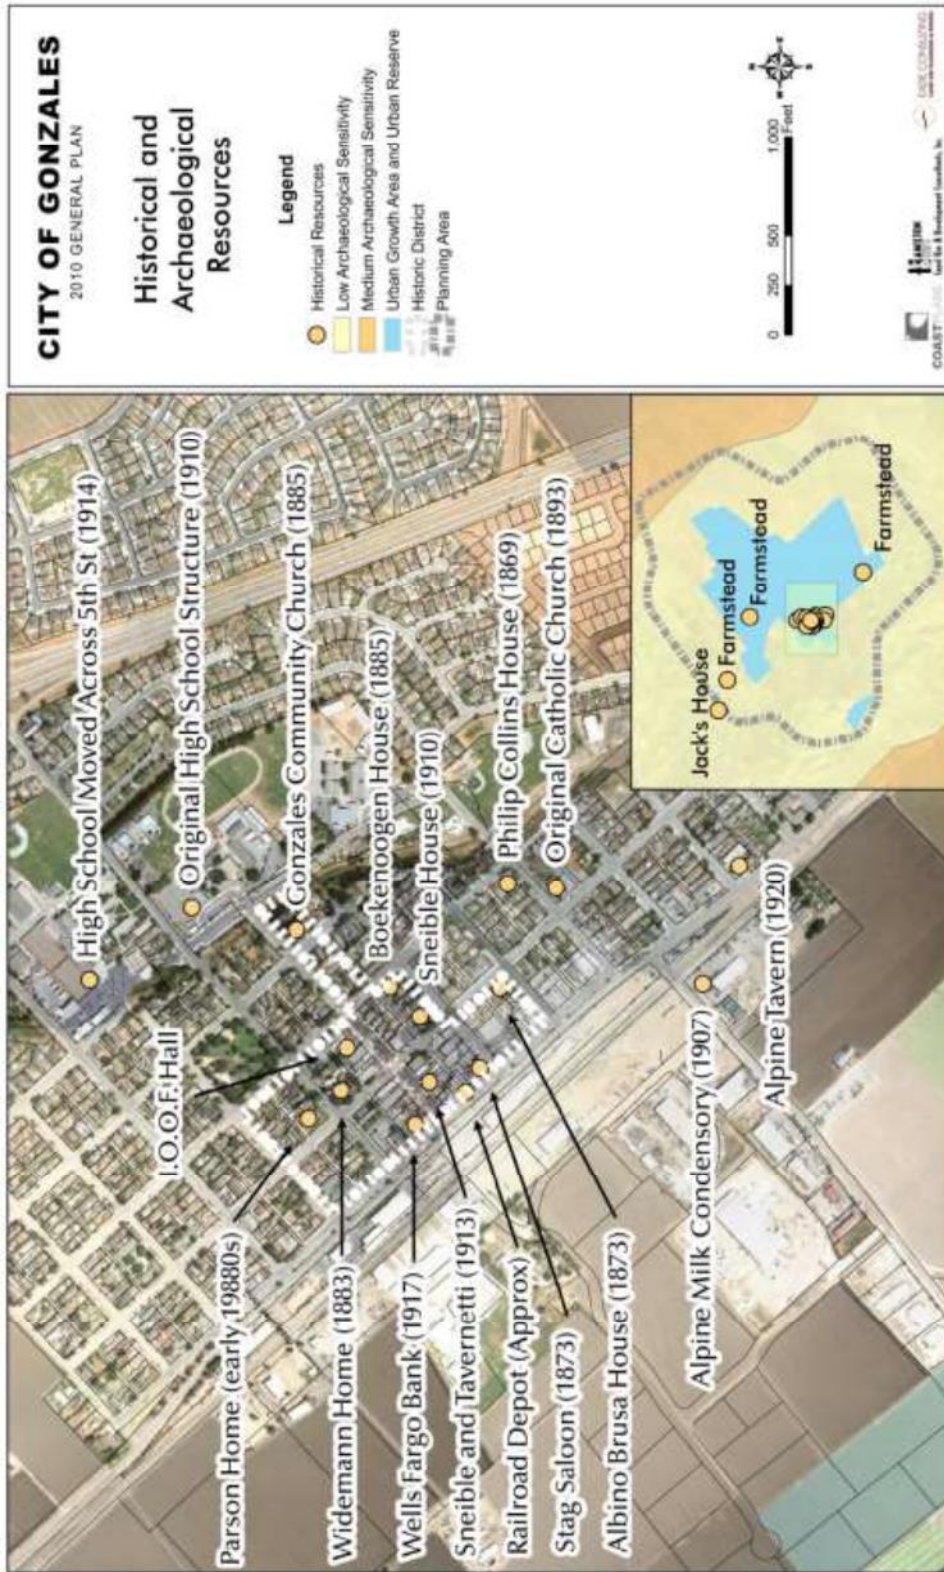 CITY OF GONZALES
2010 GENERAL PLAN
Historical and
Archaeological
Resources
Legend
Historical Resources
Low Archaeological Sensitivity
Medium Archaeological Sensitivity
Urban Growth Area and Urban Reserve
Historic District
Planning Area
0 250 500 1,000
Feet
COASTPLANS
High School Moved Across 5th St (1914)
Original High School Structure (1910)
I.O.O.F. Hall
Gonzales Community Church (1885)
Parson Home (early 19880s)
Widemann Home (1883)
Boekenoogen House (1885)
Wells Fargo Bank (1917)
Sneible House (1910)
Sneible and Tavernetti (1913)
Railroad Depot (Approx)
Philip Collins House (1869)
Stag Saloon (1873)
Original Catholic Church (1893)
Albino Brusa House (1873)
Alpine Milk Condensory (1907)
Alpine Tavern (1920)
Jack's House
Farmstead
Farmstead
Farmstead